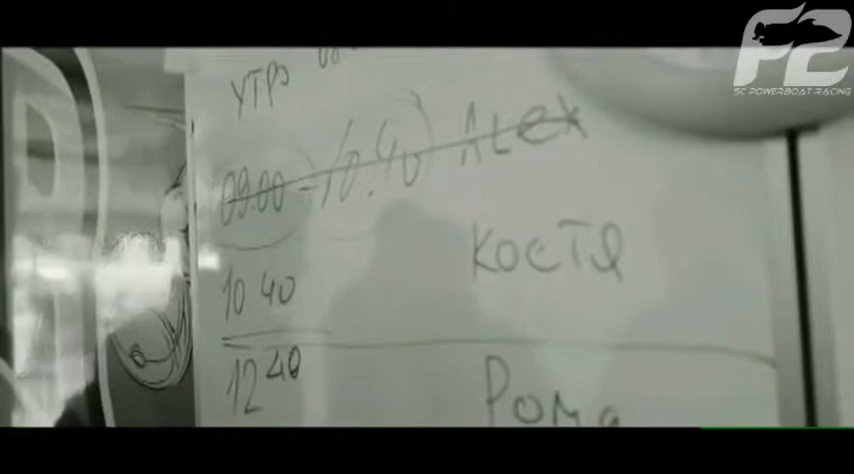 F2
SC POWERBOAT RACING
УТРО
09.00 - 10.40 ALEX
10 40 КОСТЯ
12 40 Рома